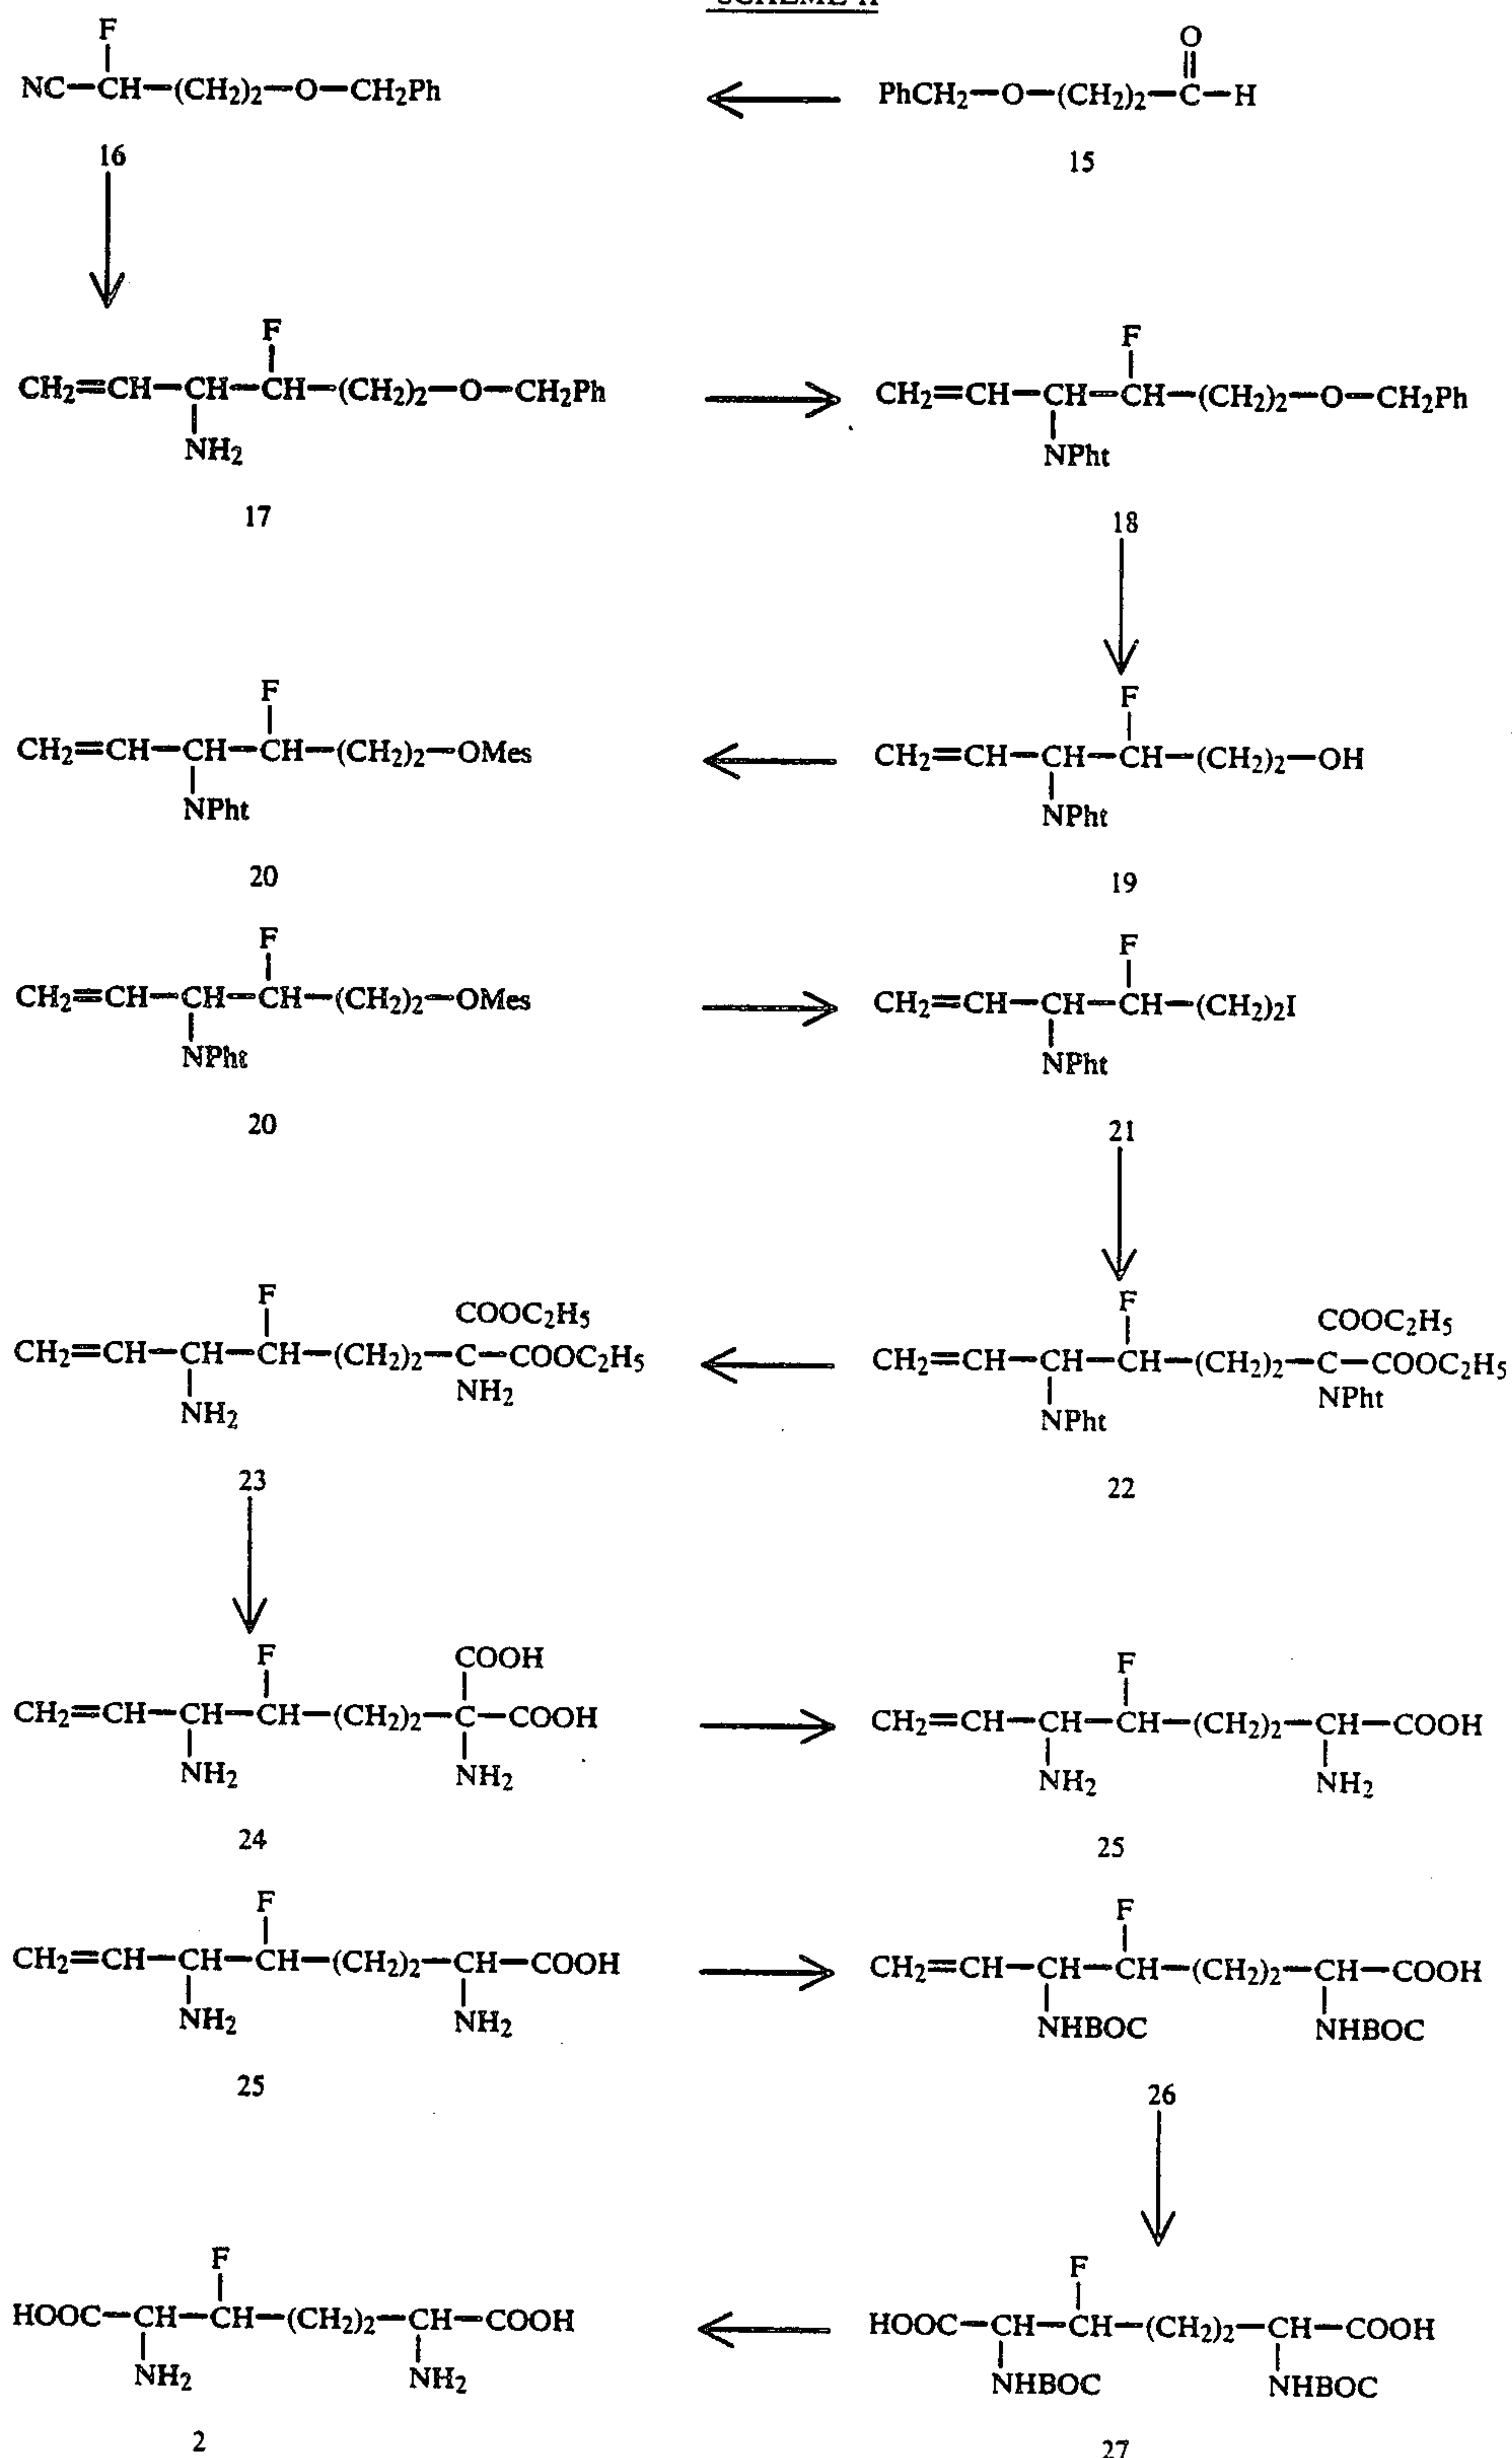 F
NC—CH—(CH₂)₂—O—CH₂Ph
16
O
PhCH₂—O—(CH₂)₂—C—H
15
F
CH₂=CH—CH—CH—(CH₂)₂—O—CH₂Ph
NH₂
17
F
CH₂=CH—CH—CH—(CH₂)₂—O—CH₂Ph
NPht
18
F
CH₂=CH—CH—CH—(CH₂)₂—OMes
NPht
20
F
CH₂=CH—CH—CH—(CH₂)₂—OH
NPht
19
F
CH₂=CH—CH—CH—(CH₂)₂—OMes
NPht
20
F
CH₂=CH—CH—CH—(CH₂)₂I
NPht
21
F
COOC₂H₅
CH₂=CH—CH—CH—(CH₂)₂—C—COOC₂H₅
NH₂
NH₂
23
F
COOC₂H₅
CH₂=CH—CH—CH—(CH₂)₂—C—COOC₂H₅
NPht
NPht
22
F
COOH
CH₂=CH—CH—CH—(CH₂)₂—C—COOH
NH₂
NH₂
24
F
CH₂=CH—CH—CH—(CH₂)₂—CH—COOH
NH₂
NH₂
25
F
CH₂=CH—CH—CH—(CH₂)₂—CH—COOH
NH₂
NH₂
25
F
CH₂=CH—CH—CH—(CH₂)₂—CH—COOH
NHBOC
NHBOC
26
F
HOOC—CH—CH—(CH₂)₂—CH—COOH
NH₂
NH₂
2
F
HOOC—CH—CH—(CH₂)₂—CH—COOH
NHBOC
NHBOC
27